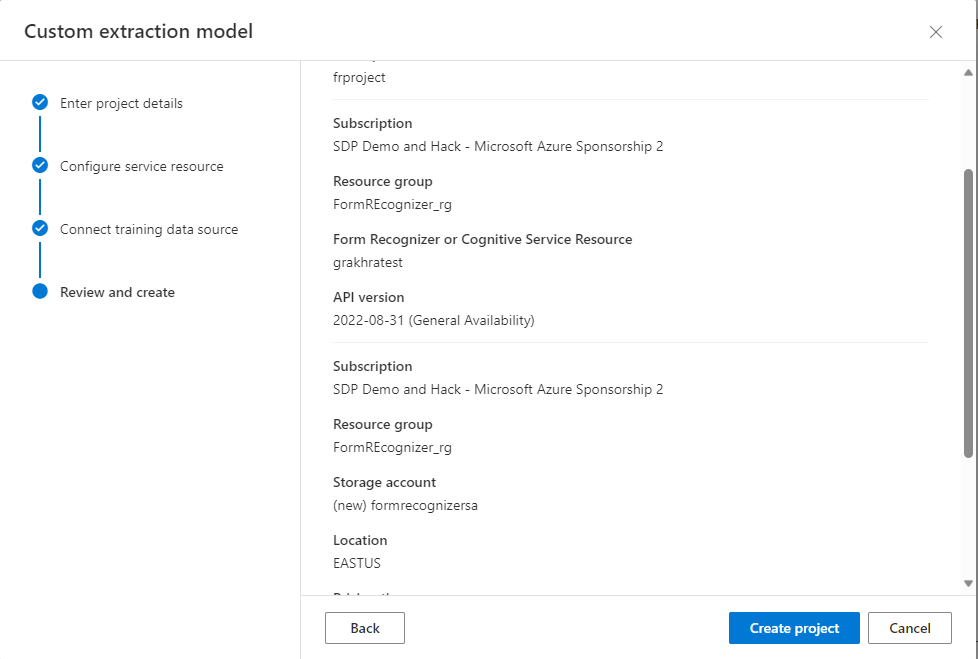 Custom extraction model
Enter project details
Configure service resource
Connect training data source
Review and create
frproject
Subscription
SDP Demo and Hack - Microsoft Azure Sponsorship 2
Resource group
FormREcognizer_rg
Form Recognizer or Cognitive Service Resource
grakhratest
API version
2022-08-31 (General Availability)
Subscription
SDP Demo and Hack - Microsoft Azure Sponsorship 2
Resource group
FormREcognizer_rg
Storage account
(new) formrecognizersa
Location
EASTUS
Back
Create project
Cancel